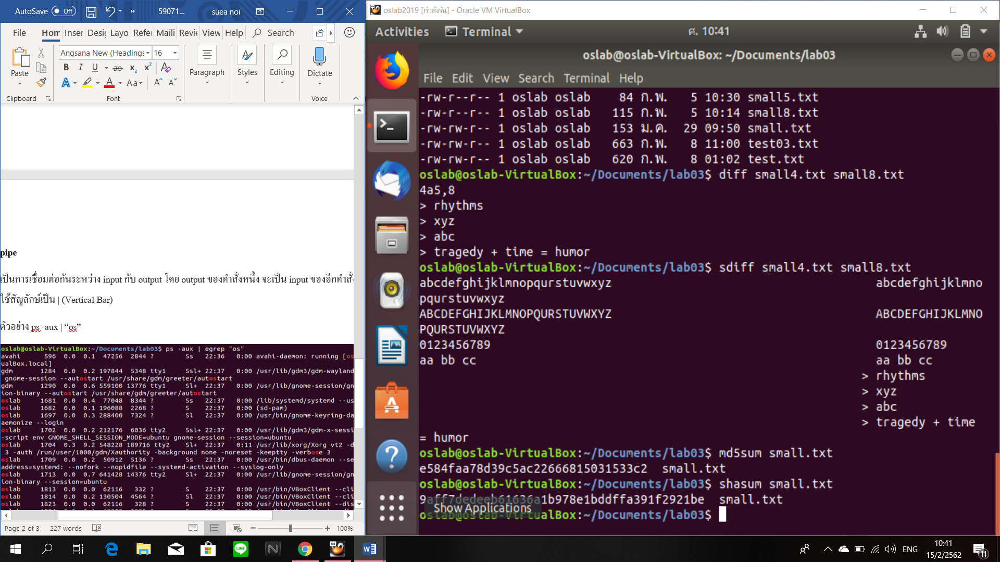 AutoSave Off 59071... suea noi
File Hom Inser Desig Layo Refer Maili Revie View Help Search
Paste
Angsana New (Headings 16
Paragraph Styles Editing Dictate
Clipboard Font Voice
pipe
เป็นการเชื่อมต่อกันระหว่าง input กับ output โดย output ของคำสั่งหนึ่ง จะเป็น input ของอีกคำสั่
ใช้สัญลักษ์เป็น | (Vertical Bar)
ตัวอย่าง ps -aux | “os”
oslab@oslab-VirtualBox:~/Documents/lab03$ ps -aux | egrep "os"
avahi 596 0.0 0.1 47256 2844 ? Ss 22:36 0:00 avahi-daemon: running [os
ualBox.local]
gdm 1284 0.0 0.2 197844 5348 tty1 Ssl+ 22:37 0:00 /usr/lib/gdm3/gdm-wayland
gnome-session --autostart /usr/share/gdm/greeter/autostart
gdm 1290 0.0 0.6 559100 13776 tty1 Sl+ 22:37 0:00 /usr/lib/gnome-session/gn
ion-binary --autostart /usr/share/gdm/greeter/autostart
oslab 1681 0.0 0.4 77048 8344 ? Ss 22:37 0:00 /lib/systemd/systemd --us
oslab 1682 0.0 0.1 196088 2268 ? S 22:37 0:00 (sd-pam)
oslab 1697 0.0 0.3 288400 7324 ? Sl 22:37 0:00 /usr/bin/gnome-keyring-da
aemonize --login
oslab 1702 0.0 0.2 212176 6036 tty2 Ssl+ 22:37 0:00 /usr/lib/gdm3/gdm-x-sessi
-script env GNOME_SHELL_SESSION_MODE=ubuntu gnome-session --session=ubuntu
oslab 1704 0.3 9.2 548228 189716 tty2 Sl+ 22:37 0:11 /usr/lib/xorg/Xorg vt2 -d
3 -auth /run/user/1000/gdm/Xauthority -background none -noreset -keeptty -verbose 3
oslab 1709 0.0 0.2 50912 5136 ? Ss 22:37 0:00 /usr/bin/dbus-daemon --se
address=systemd: --nofork --nopidfile --systemd-activation --syslog-only
oslab 1713 0.0 0.7 641428 14376 tty2 Sl+ 22:37 0:00 /usr/lib/gnome-session/gn
ion-binary --session=ubuntu
oslab 1813 0.0 0.0 62116 332 ? S 22:37 0:00 /usr/bin/VBoxClient --cli
oslab 1814 0.0 0.2 130504 4564 ? Sl 22:37 0:00 /usr/bin/VBoxClient --cli
oslab 1823 0.0 0.0 62116 328 ? S 22:37 0:00 /usr/bin/VBoxClient --dis
Page 2 of 3 227 words 100%
oslab2019 [กำลังรัน] - Oracle VM VirtualBox
Activities Terminal ศ. 10:41
oslab@oslab-VirtualBox: ~/Documents/lab03
File Edit View Search Terminal Help
-rw-r--r-- 1 oslab oslab 84 ก.พ. 5 10:30 small5.txt
-rw-r--r-- 1 oslab oslab 115 ก.พ. 5 10:14 small8.txt
-rw-rw-r-- 1 oslab oslab 153 ม.ค. 29 09:50 small.txt
-rw-rw-r-- 1 oslab oslab 663 ก.พ. 8 11:00 test03.txt
-rw-rw-r-- 1 oslab oslab 620 ก.พ. 8 01:02 test.txt
oslab@oslab-VirtualBox:~/Documents/lab03$ diff small4.txt small8.txt
4a5,8
> rhythms
> xyz
> abc
> tragedy + time = humor
oslab@oslab-VirtualBox:~/Documents/lab03$ sdiff small4.txt small8.txt
abcdefghijklmnopqurstuvwxyz abcdefghijklmno
pqurstuvwxyz
ABCDEFGHIJKLMNOPQURSTUVWXYZ ABCDEFGHIJKLMNO
PQURSTUVWXYZ
0123456789 0123456789
aa bb cc aa bb cc
> rhythms
> xyz
> abc
> tragedy + time
= humor
oslab@oslab-VirtualBox:~/Documents/lab03$ md5sum small.txt
e584faa78d39c5ac22666815031533c2 small.txt
oslab@oslab-VirtualBox:~/Documents/lab03$ shasum small.txt
9aff7dedeeb61636a1b978e1bddffa391f2921be small.txt
Show Applications
oslab@oslab-VirtualBox:~/Documents/lab03$
ENG 10:41
15/2/2562
11